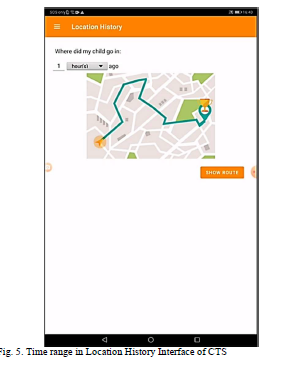 Location History
Where did my child go in:
1 hour(s) ago
SHOW ROUTE
Fig. 5. Time range in Location History Interface of CTS